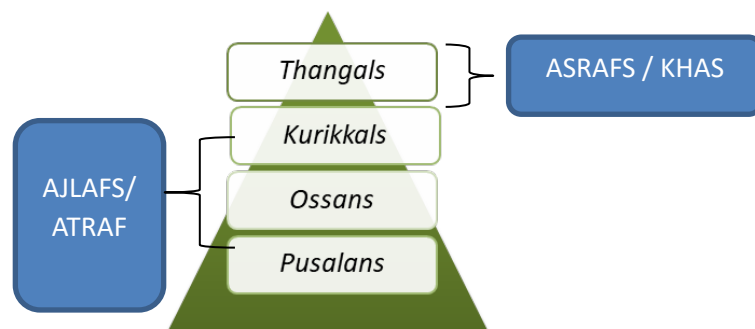 Thangals
ASRAFS / KHAS
Kurikkals
AJLAFS/
ATRAF
Ossans
Pusalans